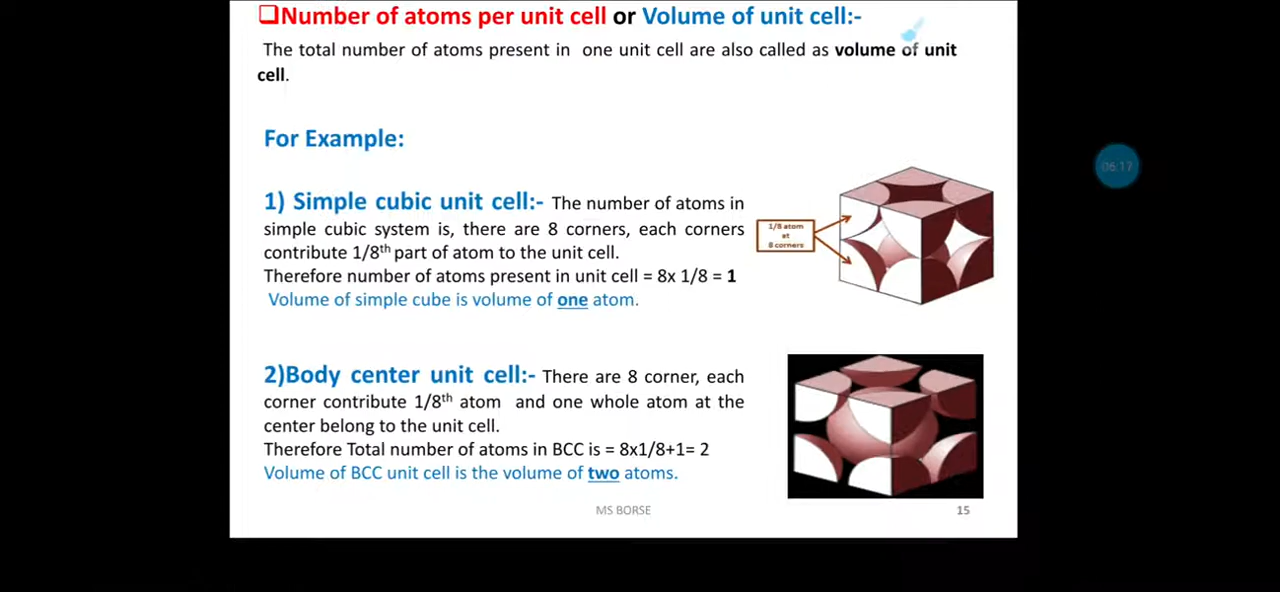 ❑Number of atoms per unit cell or Volume of unit cell:-
The total number of atoms present in one unit cell are also called as volume of unit
cell.
For Example:
1) Simple cubic unit cell:- The number of atoms in
simple cubic system is, there are 8 corners, each corners
contribute 1/8th part of atom to the unit cell.
Therefore number of atoms present in unit cell = 8x 1/8 = 1
Volume of simple cube is volume of one atom.
1/8 atom
at
8 corners
2)Body center unit cell:- There are 8 corner, each
corner contribute 1/8th atom and one whole atom at the
center belong to the unit cell.
Therefore Total number of atoms in BCC is = 8x1/8+1= 2
Volume of BCC unit cell is the volume of two atoms.
MS BORSE
15
06:17